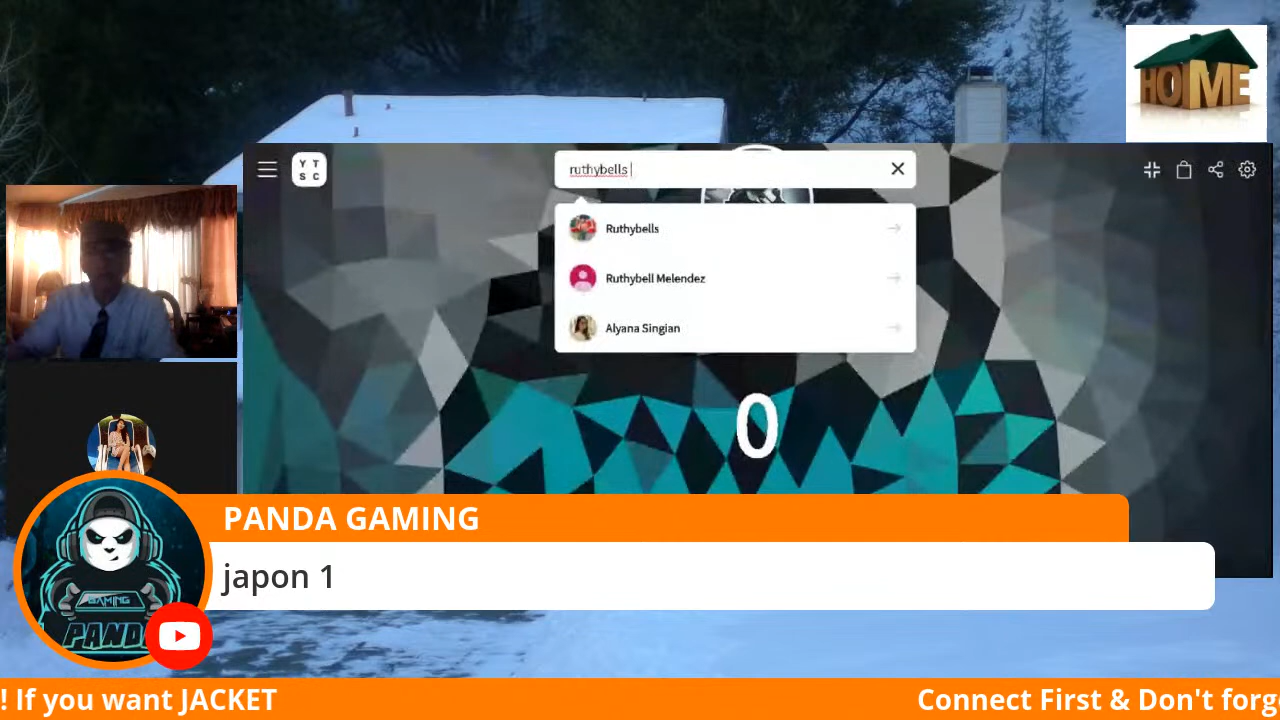 HOME
Y T
S C
ruthybells
Ruthybells
Ruthybell Melendez
Alyana Singian
0
PANDA GAMING
japon 1
GAMING
PANDA
! If you want JACKET
Connect First & Don't forg